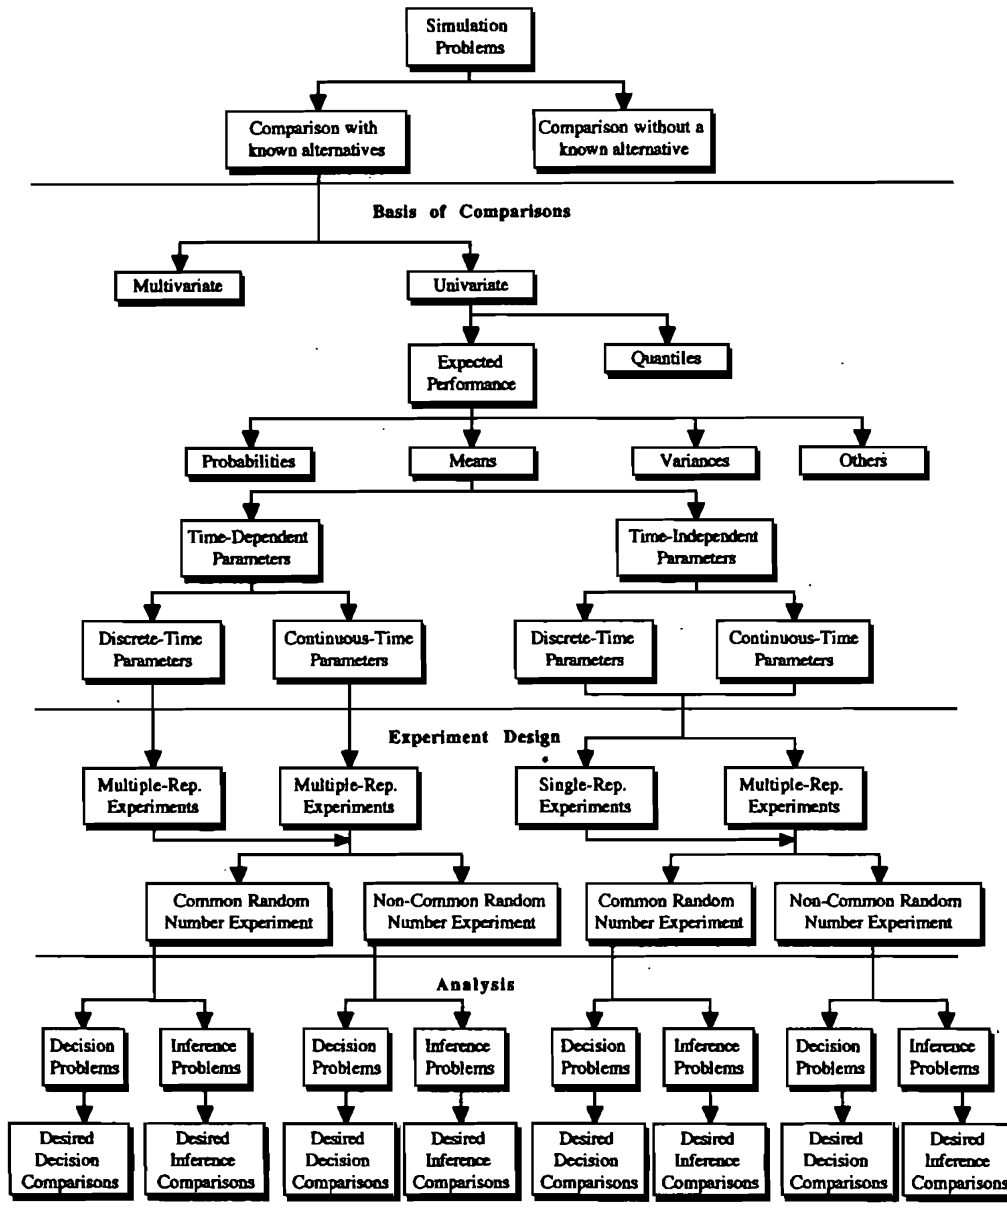 Simulation
Problems
Comparison with
known alternatives
Comparison without a
known alternative
Basis of Comparisons
Multivariate
Univariate
Expected
Performance
Quantiles
Probabilities
Means
Variances
Others
Time-Dependent
Parameters
Time-Independent
Parameters
Discrete-Time
Parameters
Continuous-Time
Parameters
Discrete-Time
Parameters
Continuous-Time
Parameters
Experiment Design
Multiple-Rep.
Experiments
Multiple-Rep.
Experiments
Single-Rep.
Experiments
Multiple-Rep.
Experiments
Common Random
Number Experiment
Non-Common Random
Number Experiment
Common Random
Number Experiment
Non-Common Random
Number Experiment
Analysis
Decision
Problems
Inference
Problems
Decision
Problems
Inference
Problems
Decision
Problems
Inference
Problems
Decision
Problems
Inference
Problems
Desired
Decision
Comparisons
Desired
Inference
Comparisons
Desired
Decision
Comparisons
Desired
Inference
Comparisons
Desired
Decision
Comparisons
Desired
Inference
Comparisons
Desired
Decision
Comparisons
Desired
Inference
Comparisons